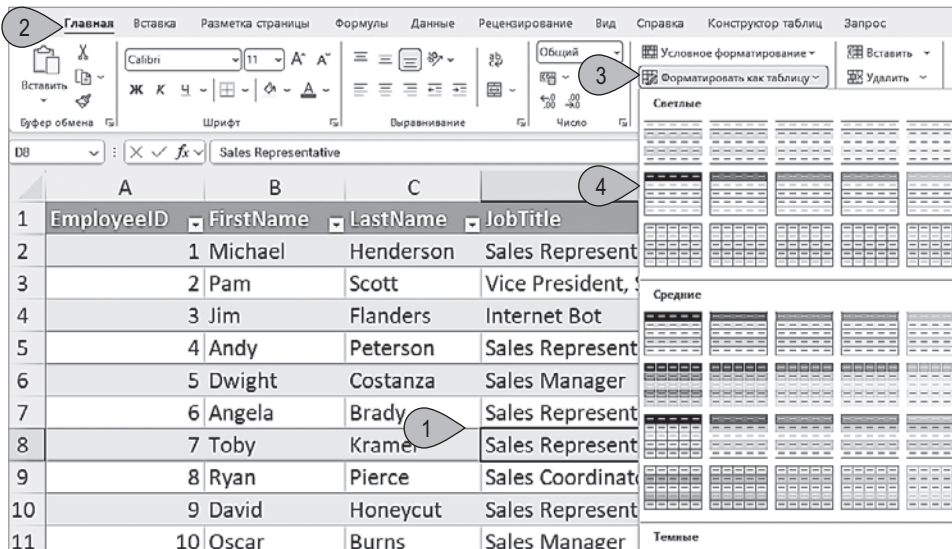 2
Главная Вставка Разметка страницы Формулы Данные Рецензирование Вид Справка Конструктор таблиц Запрос
Calibri 11 Общий Условное форматирование Вставить
Вставить Ж К Ч А 3 Форматировать как таблицу Удалить
Буфер обмена Шрифт Выравнивание Число Светлые
D8 fx Sales Representative
4
A B C
1 EmployeeID FirstName LastName JobTitle
2 1 Michael Henderson Sales Represent
3 2 Pam Scott Vice President, S
Средние
4 3 Jim Flanders Internet Bot
5 4 Andy Peterson Sales Represent
6 5 Dwight Costanza Sales Manager
7 6 Angela Brady Sales Represent
1
8 7 Toby Kramer Sales Represent
9 8 Ryan Pierce Sales Coordinato
10 9 David Honeycut Sales Represent
11 10 Oscar Burns Sales Manager
Темные